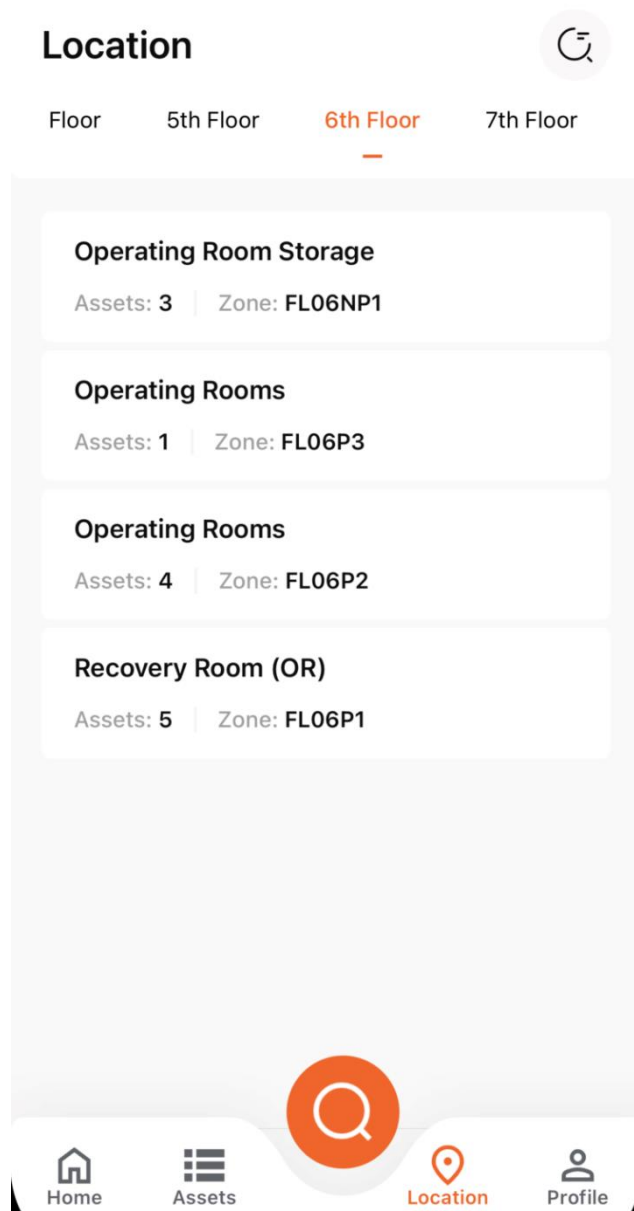 Location
Floor 5th Floor 6th Floor 7th Floor
Operating Room Storage
Assets: 3 Zone: FL06NP1
Operating Rooms
Assets: 1 Zone: FL06P3
Operating Rooms
Assets: 4 Zone: FL06P2
Recovery Room (OR)
Assets: 5 Zone: FL06P1
Home Assets Location Profile